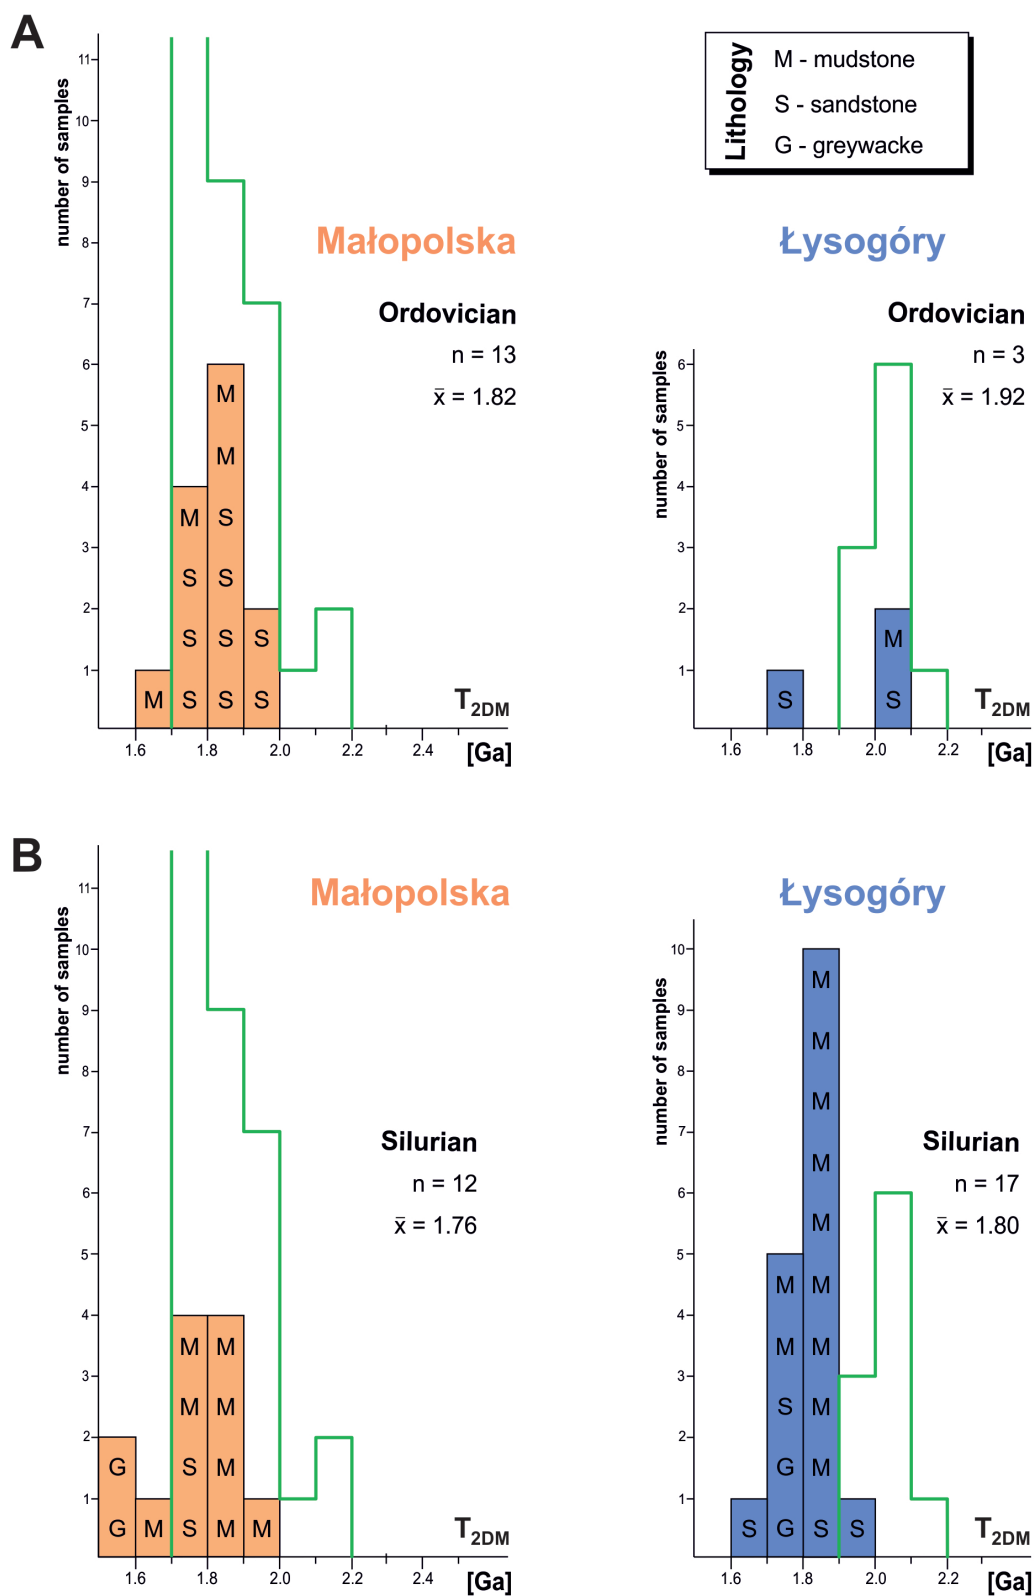 A
Lithology
M - mudstone
S - sandstone
G - greywacke
Małopolska
Ordovician
n = 13
x̄ = 1.82
number of samples
11
10
9
8
7
6
5
4
3
2
1
M
M
M S
S S
S S S
M S S S
T2DM
1.6 1.8 2.0 2.2 2.4 [Ga]
Łysogóry
Ordovician
n = 3
x̄ = 1.92
number of samples
6
5
4
3
2
1
M
S S
T2DM
1.6 1.8 2.0 2.2 [Ga]
B
Małopolska
Silurian
n = 12
x̄ = 1.76
number of samples
11
10
9
8
7
6
5
4
3
2
1
M M
M M
G S M
G M S M M
T2DM
1.8 2.0 2.2 [Ga]
Łysogóry
Silurian
n = 17
x̄ = 1.80
number of samples
10
9
8
7
6
5
4
3
2
1
M
M
M
M
M
M M
M M
S M
G M
S G S S
T2DM
1.6 1.8 2.0 2.2 [Ga]